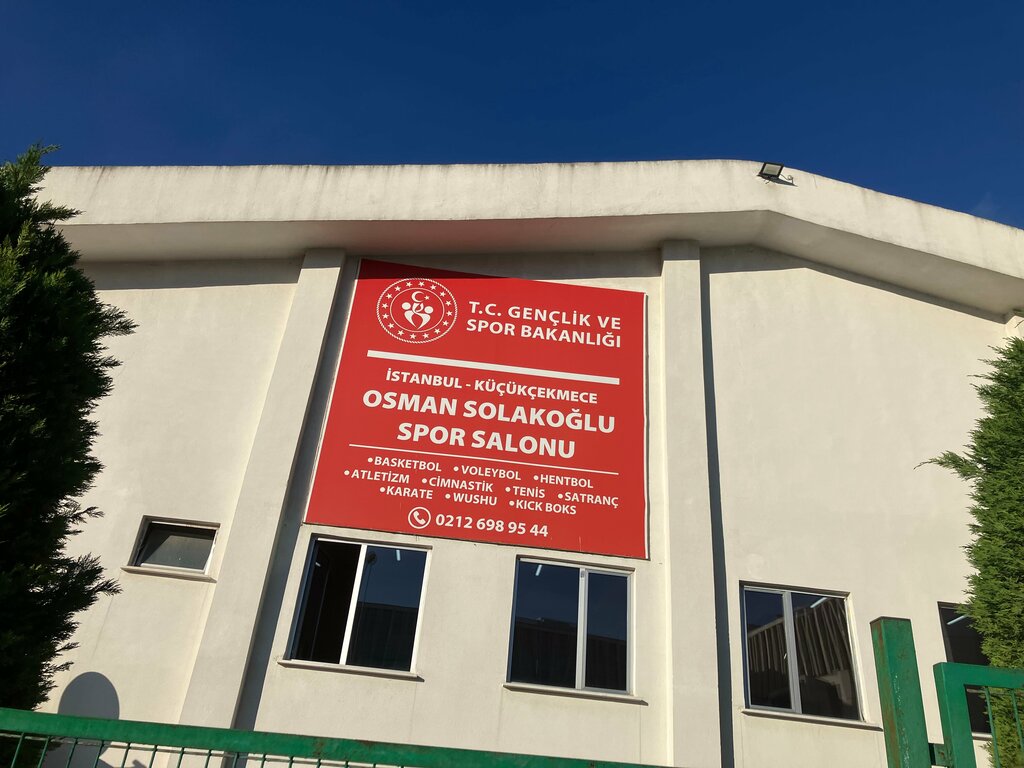 T.C. GENÇLİK VE
SPOR BAKANLIĞI
İSTANBUL - KÜÇÜKÇEKMECE
OSMAN SOLAKOĞLU
SPOR SALONU
•BASKETBOL •VOLEYBOL •HENTBOL
•ATLETİZM •CİMNASTİK •TENİS •SATRANÇ
•KARATE •WUSHU •KICK BOKS
0212 698 95 44